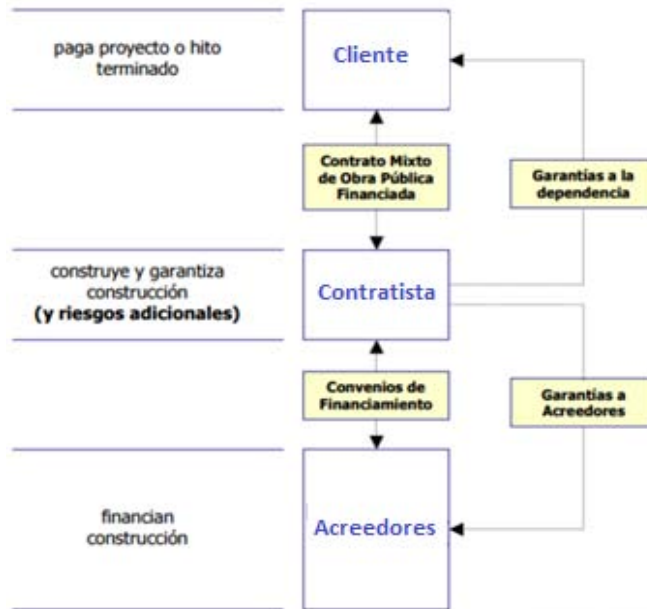 paga proyecto o hito
terminado
Cliente
Contrato Mixto
de Obra Pública
Financiada
Garantías a la
dependencia
construye y garantiza
construcción
(y riesgos adicionales)
Contratista
Convenios de
Financiamiento
Garantías a
Acreedores
financian
construcción
Acreedores